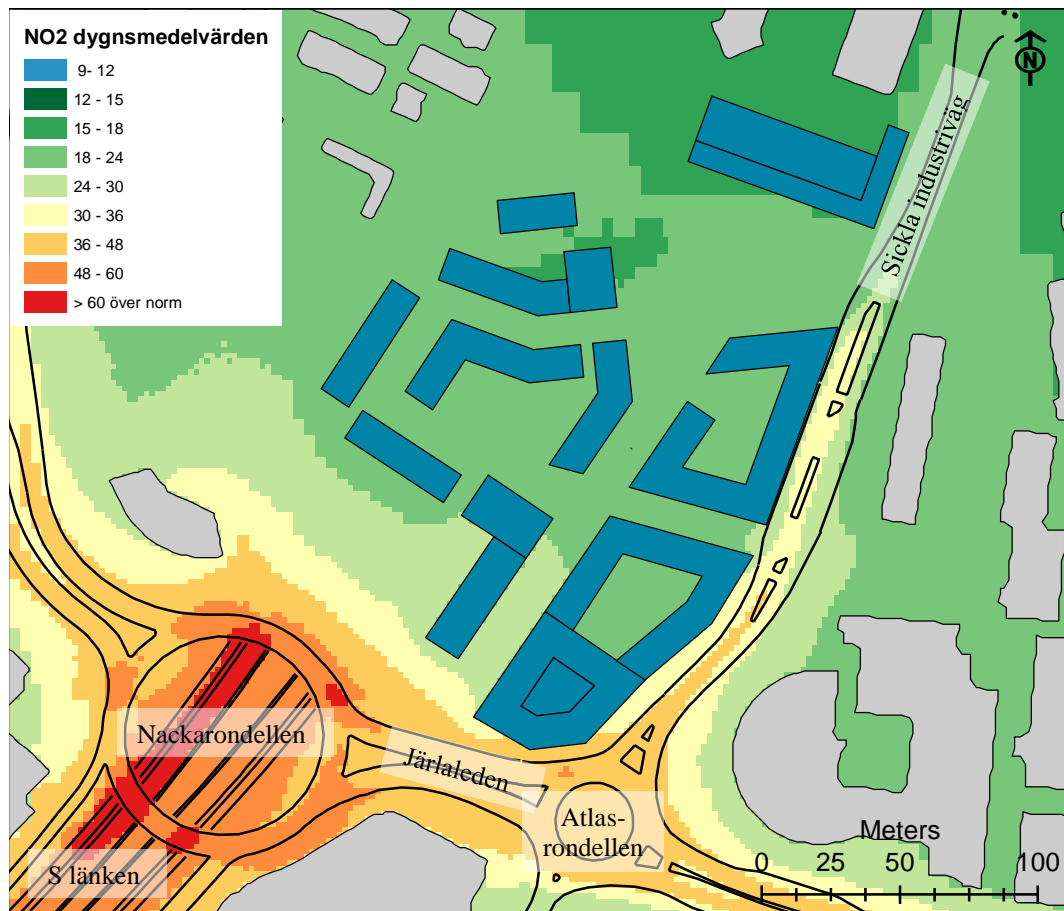 NO2 dygnsmedelvärden
9- 12
12 - 15
15 - 18
18 - 24
24 - 30
30 - 36
36 - 48
48 - 60
> 60 över norm
N
Sickla industriväg
Nackarondellen
Järlaleden
Atlas-
rondellen
S länken
Meters
0 25 50 100